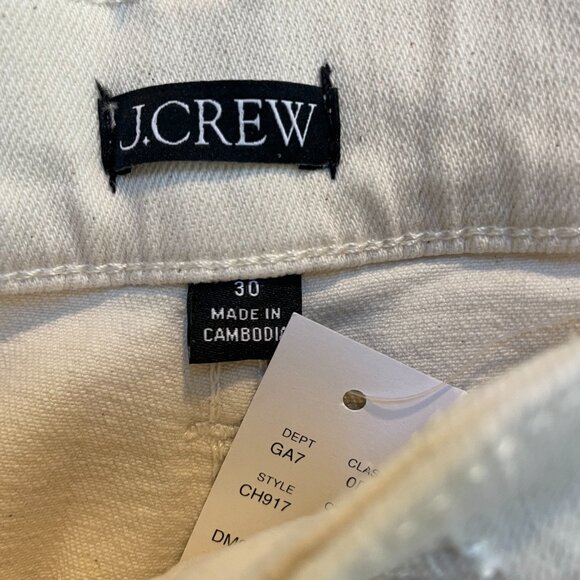 J.CREW
30
MADE IN
CAMBODIA
DEPT
GA7
STYLE
CH917